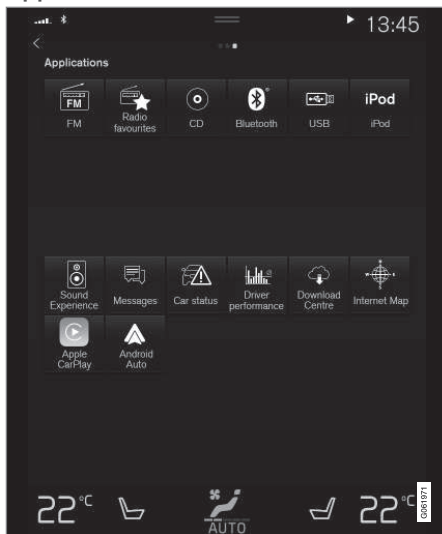 13:45
Applications
FM
iPod
FM
Radio
favourites
CD
Bluetooth
USB
iPod
Sound
Experience
Messages
Car status
Driver
performance
Download
Centre
Internet Map
Apple
CarPlay
Android
Auto
22°C
22°C
AUTO
G061971